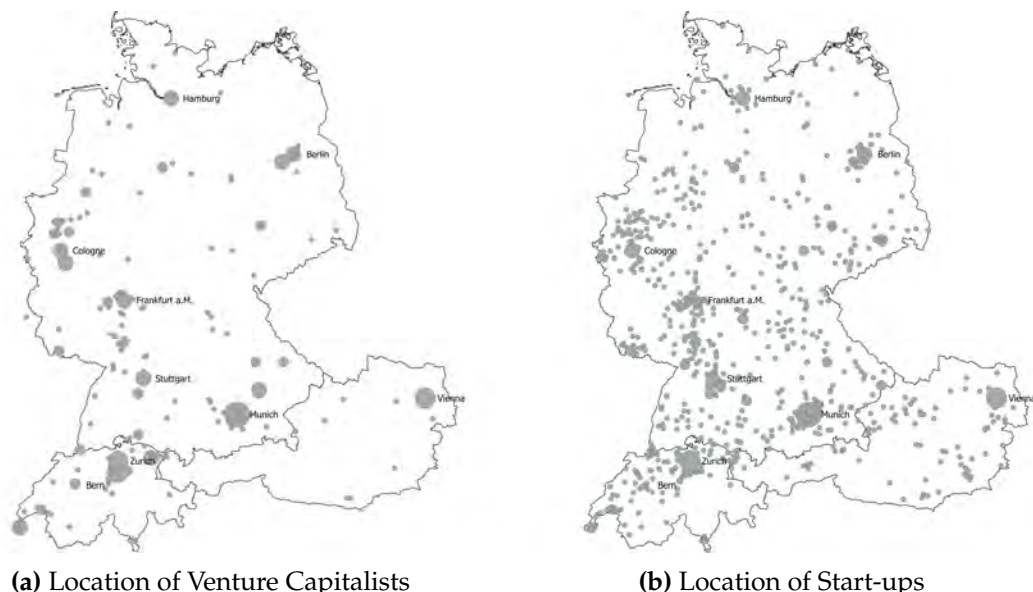 Hamburg
Berlin
Cologne
Frankfurt a.M.
Stuttgart
Munich
Vienna
Zurich
Bern
(a) Location of Venture Capitalists
Hamburg
Berlin
Cologne
Frankfurt a.M.
Stuttgart
Munich
Vienna
Zurich
Bern
(b) Location of Start-ups